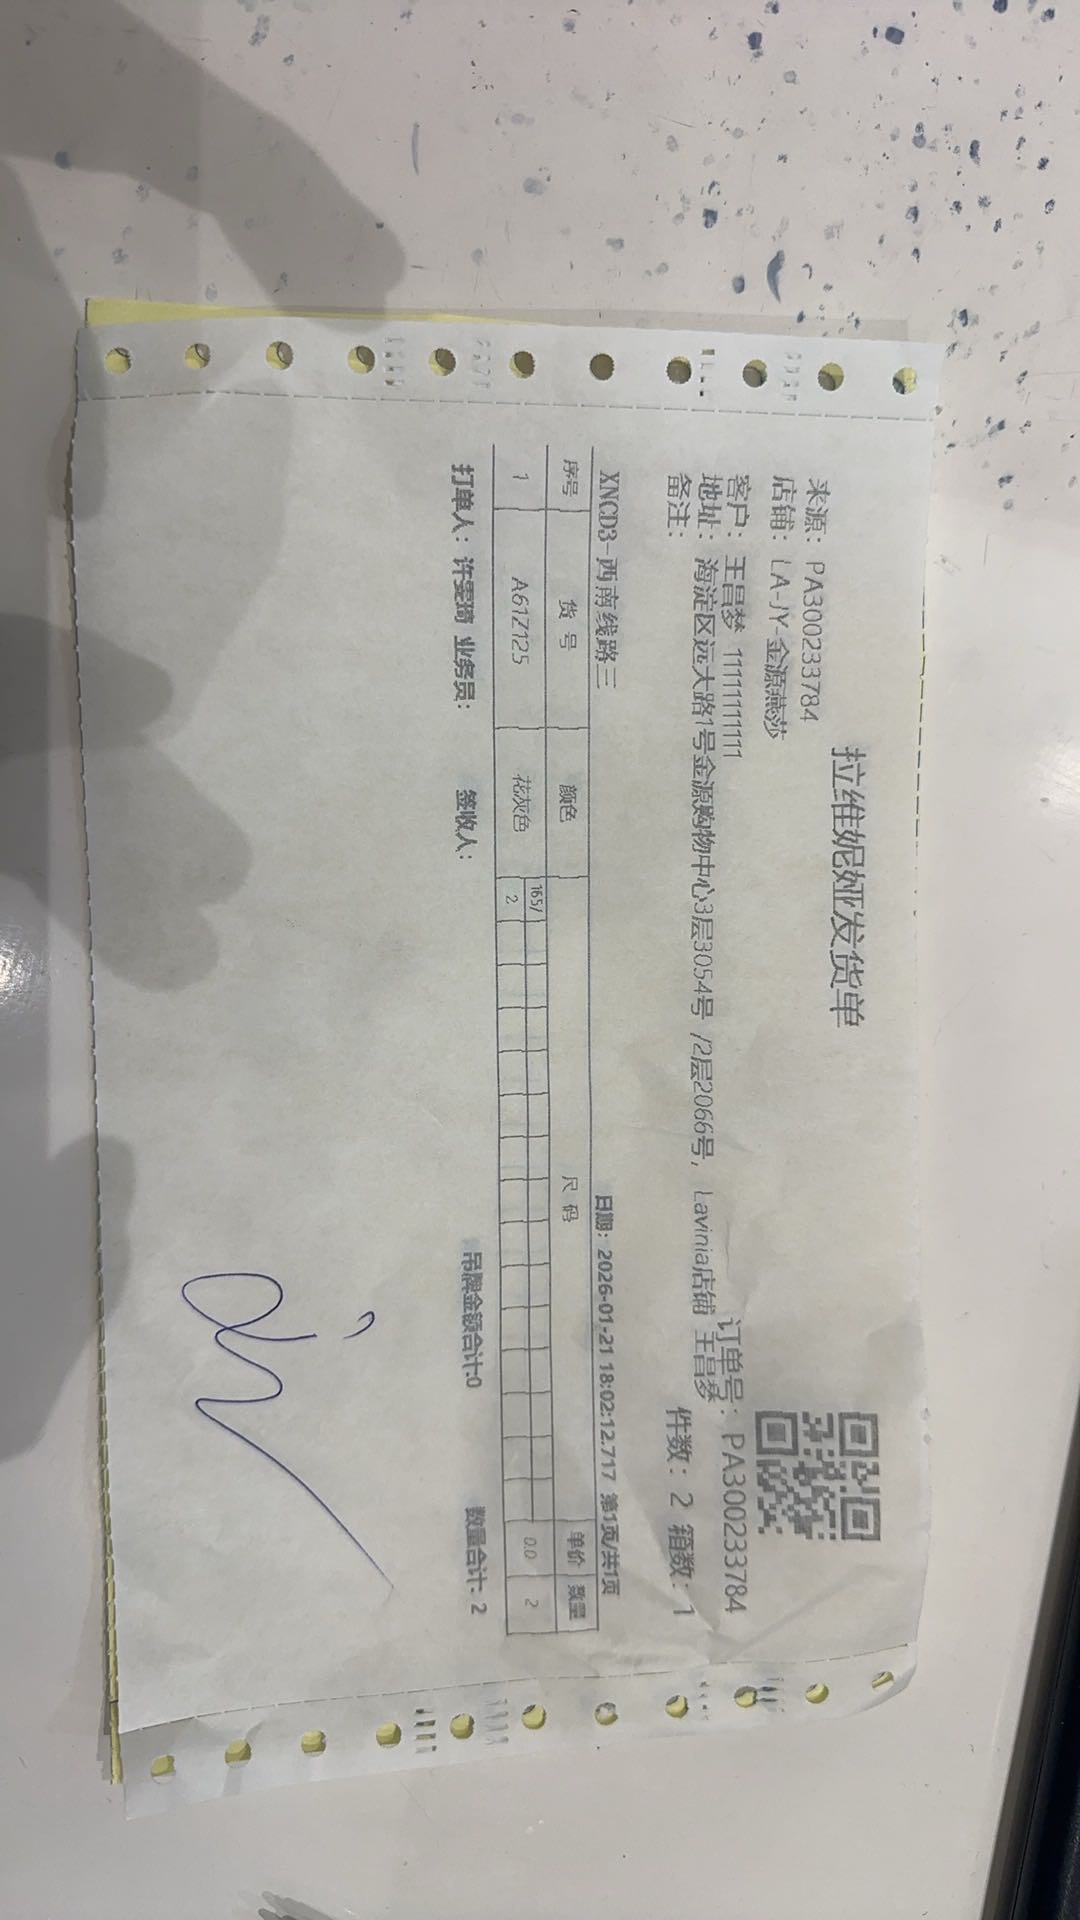 拉维妮娅发货单
来源：PA300233784
店铺：LA-JY-金源燕莎
订单号：PA300233784
客户：王昌梦 11111111111
地址：海淀区远大路1号金源购物中心3层3054号 /2层2066号，Lavinia店铺 王昌梦
备注：
件数：2 箱数：1
XNCD3-西南线路三 日期：2026-01-21 18:02:12.717 第1页/共1页
序号 货号 颜色 尺码 单价 数量
165/
1 A61Z125 花灰色 2 0.0 2
打单人：许雯琦 业务员： 签收人： 吊牌金额合计:0 数量合计：2